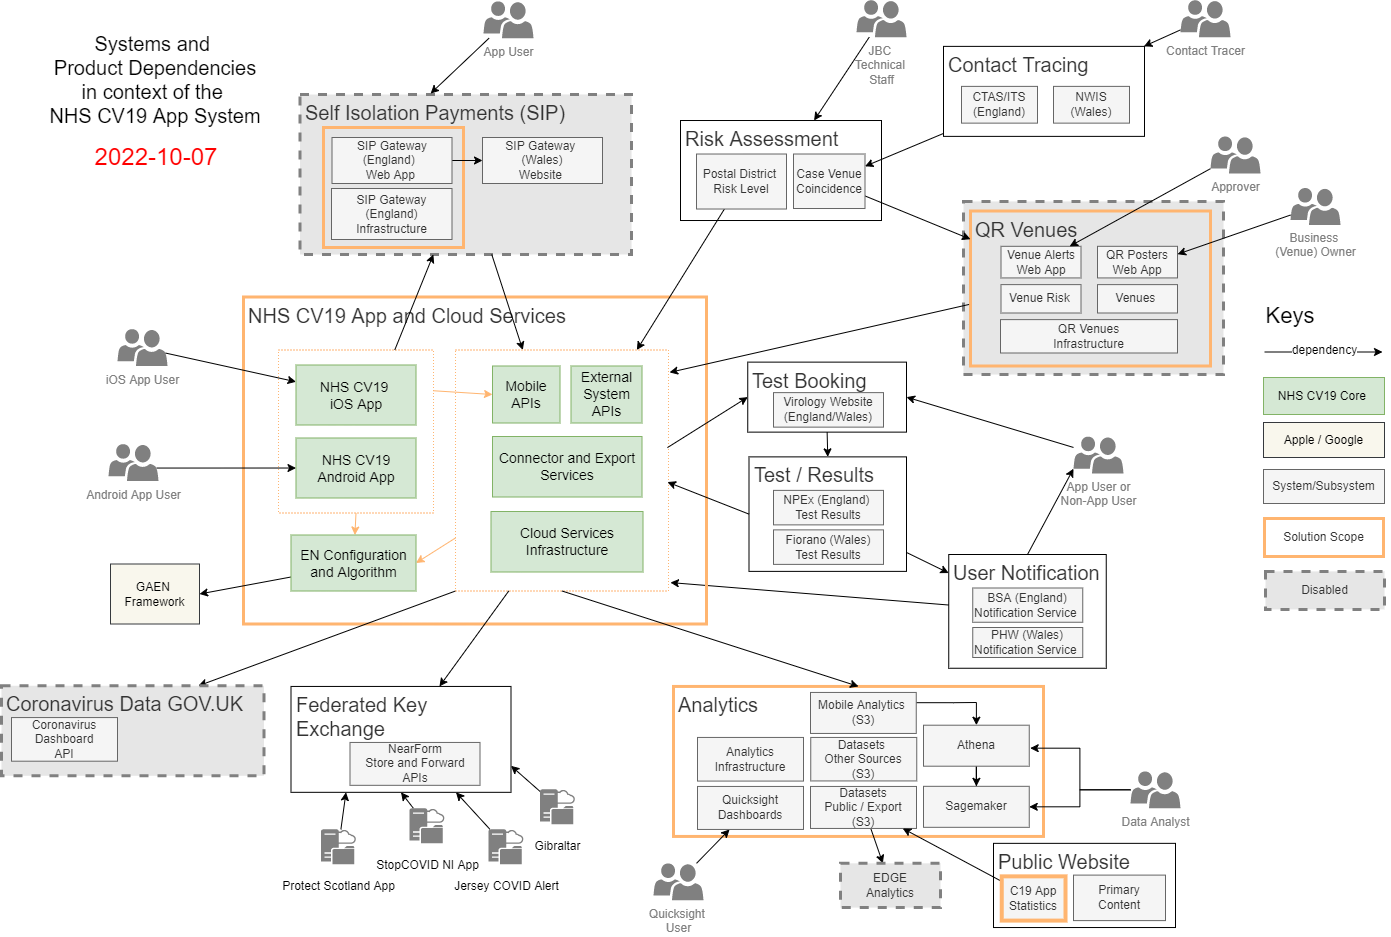 Systems and
Product Dependencies
in context of the
NHS CV19 App System
2022-10-07
App User
JBC
Technical
Staff
Contact Tracer
Contact Tracing
CTAS/ITS
(England)
NWIS
(Wales)
Self Isolation Payments (SIP)
SIP Gateway
(England)
Web App
SIP Gateway
(Wales)
Website
SIP Gateway
(England)
Infrastructure
Risk Assessment
Postal District
Risk Level
Case Venue
Coincidence
Approver
Business
(Venue) Owner
QR Venues
Venue Alerts
Web App
QR Posters
Web App
Venue Risk
Venues
QR Venues
Infrastructure
Keys
dependency
NHS CV19 Core
Apple / Google
System/Subsystem
Solution Scope
Disabled
NHS CV19 App and Cloud Services
iOS App User
Android App User
NHS CV19
iOS App
NHS CV19
Android App
EN Configuration
and Algorithm
Mobile
APIs
External
System
APIs
Connector and Export
Services
Cloud Services
Infrastructure
GAEN
Framework
Test Booking
Virology Website
(England/Wales)
Test / Results
NPEx (England)
Test Results
Fiorano (Wales)
Test Results
App User or
Non-App User
User Notification
BSA (England)
Notification Service
PHW (Wales)
Notification Service
Coronavirus Data GOV.UK
Coronavirus
Dashboard
API
Federated Key
Exchange
NearForm
Store and Forward
APIs
Protect Scotland App
StopCOVID NI App
Jersey COVID Alert
Gibraltar
Analytics
Mobile Analytics
(S3)
Analytics
Infrastructure
Datasets
Other Sources
(S3)
Athena
Quicksight
Dashboards
Datasets
Public / Export
(S3)
Sagemaker
Data Analyst
Quicksight
User
EDGE
Analytics
Public Website
C19 App
Statistics
Primary
Content